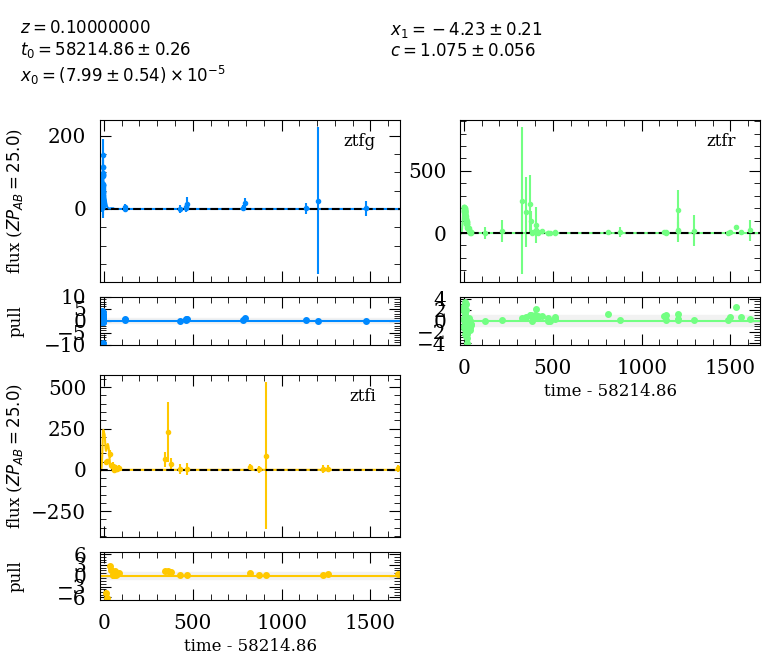 z = 0.10000000
t₀ = 58214.86 ± 0.26
x₀ = (7.99 ± 0.54) × 10⁻⁵
x₁ = −4.23 ± 0.21
c = 1.075 ± 0.056
ztfg
200
0
flux (ZP_AB = 25.0)
10
5
0
−5
−10
pull
ztfr
500
0
4
2
0
−2
−4
0 500 1000 1500
time - 58214.86
ztfi
500
250
0
−250
flux (ZP_AB = 25.0)
6
3
0
−3
−6
pull
0 500 1000 1500
time - 58214.86